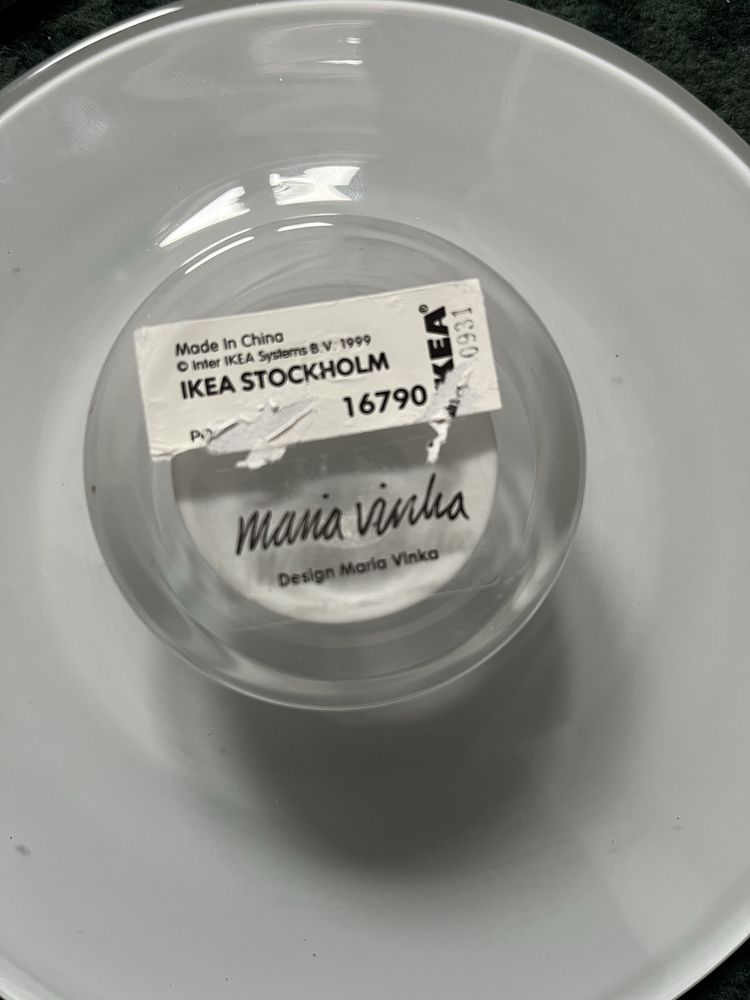 Made In China
© Inter IKEA Systems B.V. 1999
IKEA STOCKHOLM
16790
IKEA®
0931
maria vinka
Design Maria Vinka